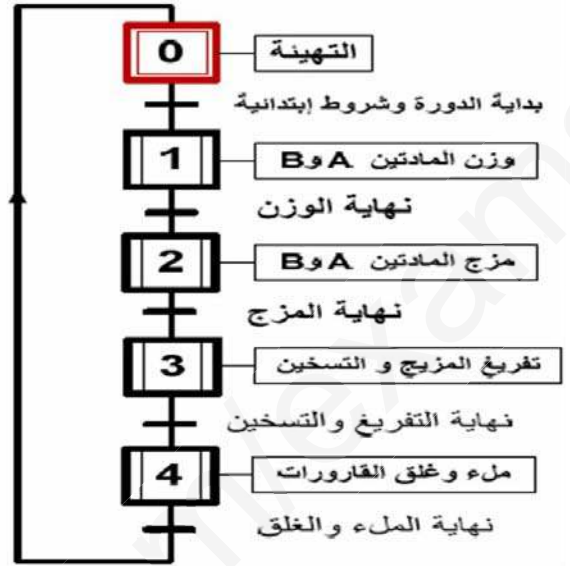 0 التهيئة
بداية الدورة وشروط إبتدائية
1 وزن المادتين A وB
نهاية الوزن
2 مزج المادتين A وB
نهاية المزج
3 تفريغ المزيج و التسخين
نهاية التفريغ والتسخين
4 ملء وغلق القارورات
نهاية الملء والغلق